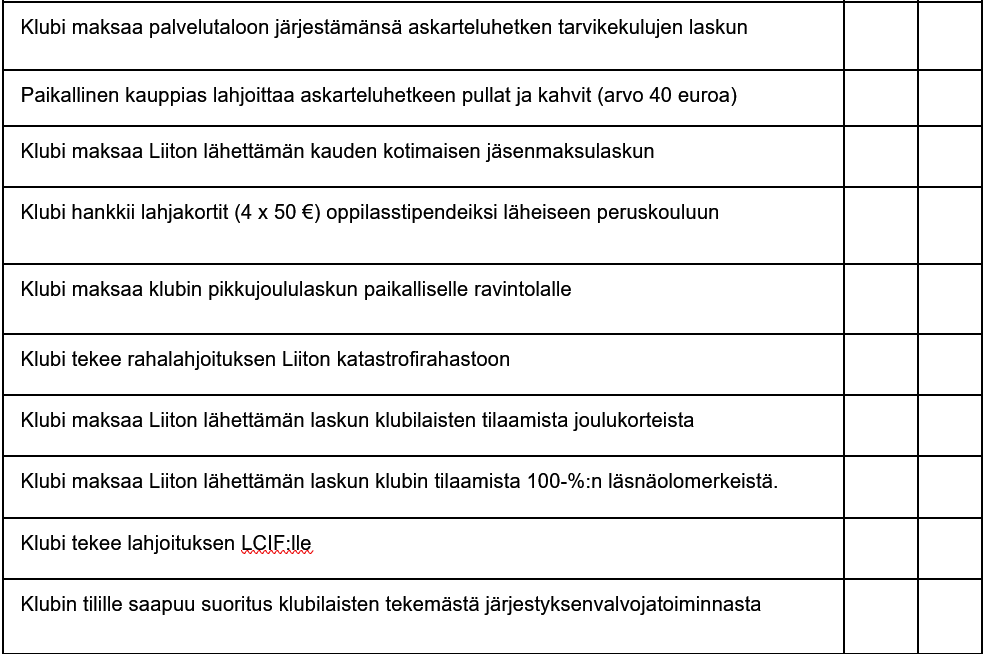 Klubi maksaa palvelutaloon järjestämänsä askarteluhetken tarvikekulujen laskun
Paikallinen kauppias lahjoittaa askarteluhetkeen pullat ja kahvit (arvo 40 euroa)
Klubi maksaa Liiton lähettämän kauden kotimaisen jäsenmaksulaskun
Klubi hankkii lahjakortit (4 x 50 €) oppilasstipendeiksi läheiseen peruskouluun
Klubi maksaa klubin pikkujoululaskun paikalliselle ravintolalle
Klubi tekee rahalahjoituksen Liiton katastrofirahastoon
Klubi maksaa Liiton lähettämän laskun klubilaisten tilaamista joulukorteista
Klubi maksaa Liiton lähettämän laskun klubin tilaamista 100-%:n läsnäolomerkeistä.
Klubi tekee lahjoituksen LCIF:lle
Klubin tilille saapuu suoritus klubilaisten tekemästä järjestyksenvalvojatoiminnasta